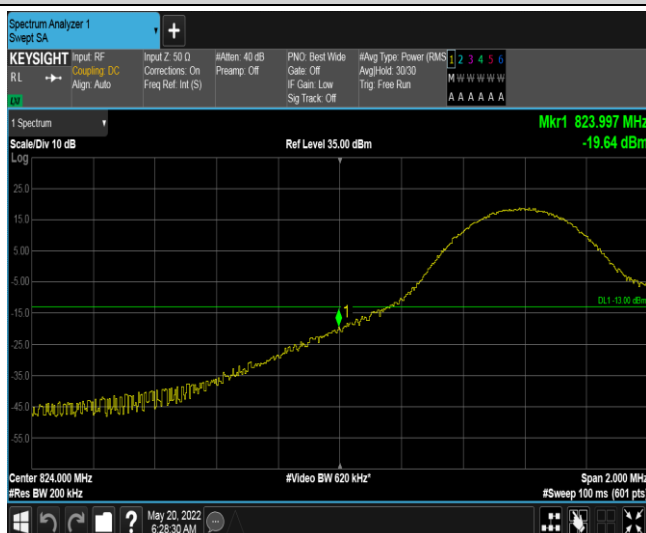 Spectrum Analyzer 1
Swept SA
+
KEYSIGHT Input: RF Input Z: 50 Ω #Atten: 40 dB PNO: Best Wide #Avg Type: Power (RMS 1 2 3 4 5 6
RL Coupling: DC Corrections: On Preamp: Off Gate: Off Avg|Hold: 30/30 M W W W W W
Align: Auto Freq Ref: Int (S) IF Gain: Low Trig: Free Run
Sig Track: Off A A A A A A
1 Spectrum Mkr1 823.997 MHz
Scale/Div 10 dB Ref Level 35.00 dBm -19.64 dBm
Log
25.0
15.0
5.00
-5.00
DL1 -13.00 dBm
-15.0
1
-25.0
-35.0
-45.0
-55.0
Center 824.000 MHz #Video BW 620 kHz* Span 2.000 MHz
#Res BW 200 kHz #Sweep 100 ms (601 pts)
? May 20, 2022
6:28:30 AM